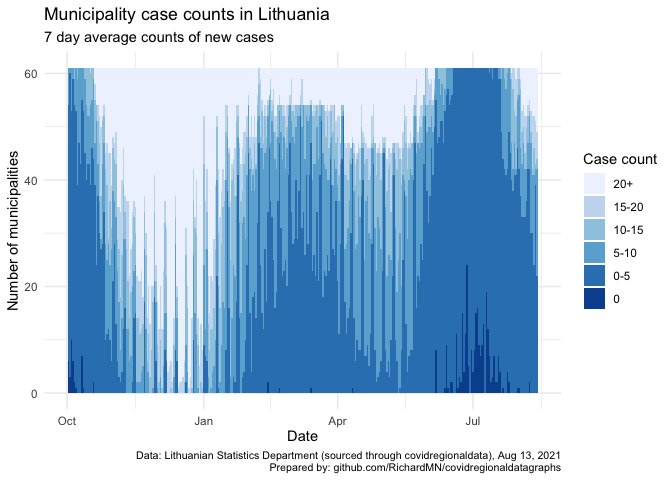 Municipality case counts in Lithuania
7 day average counts of new cases
Number of municipalities
60
40
20
0
Oct
Jan
Apr
Jul
Date
Case count
20+
15-20
10-15
5-10
0-5
0
Data: Lithuanian Statistics Department (sourced through covidregionaldata), Aug 13, 2021
Prepared by: github.com/RichardMN/covidregionaldatagraphs